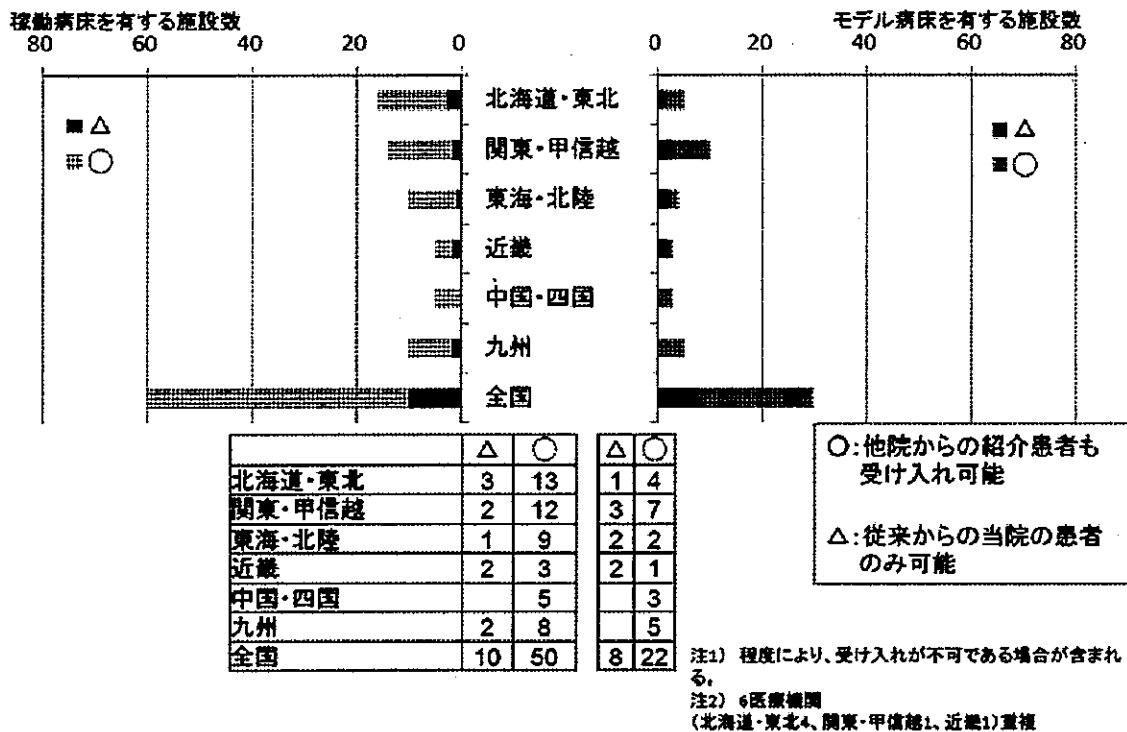 稼働病床を有する施設数
モデル病床を有する施設数
80 60 40 20 0
0 20 40 60 80
△
○
△
○
北海道・東北
関東・甲信越
東海・北陸
近畿
中国・四国
九州
全国
△ ○ △ ○
北海道・東北 3 13 1 4
関東・甲信越 2 12 3 7
東海・北陸 1 9 2 2
近畿 2 3 2 1
中国・四国 5 3
九州 2 8 5
全国 10 50 8 22
○:他院からの紹介患者も
受け入れ可能
△:従来からの当院の患者
のみ可能
注1) 程度により、受け入れが不可である場合が含まれ
る。
注2) 6医療機関
(北海道・東北4、関東・甲信越1、近畿1)重複